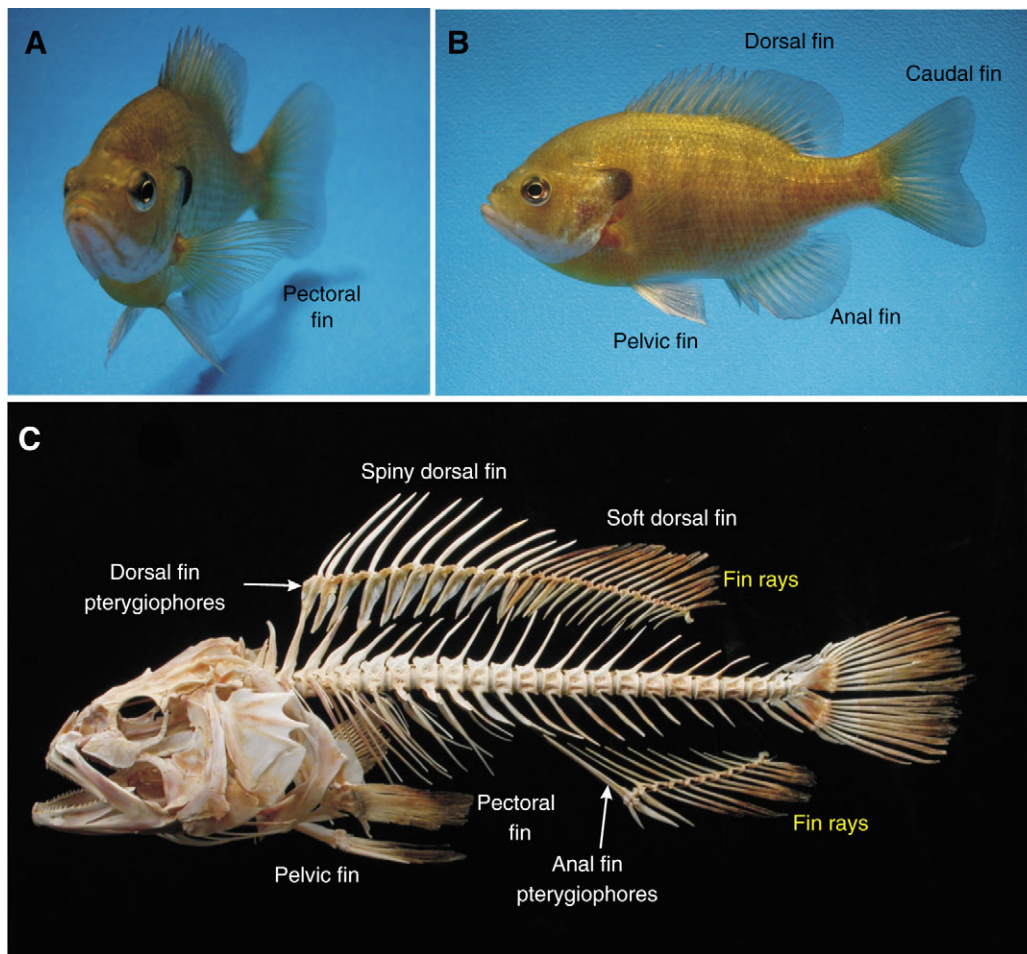 A
Pectoral
fin
B
Dorsal fin
Caudal fin
Pelvic fin
Anal fin
C
Spiny dorsal fin
Soft dorsal fin
Dorsal fin
pterygiophores
Fin rays
Pectoral
fin
Fin rays
Pelvic fin
Anal fin
pterygiophores